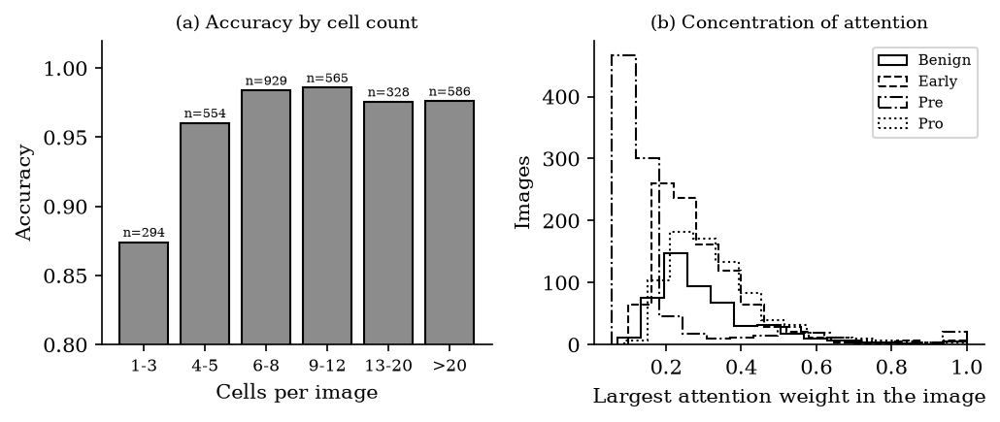 (a) Accuracy by cell count
1.00
0.95
0.90
0.85
0.80
Accuracy
n=294
n=554
n=929
n=565
n=328
n=586
1-3
4-5
6-8
9-12
13-20
>20
Cells per image
(b) Concentration of attention
400
300
200
100
0
Images
Benign
Early
Pre
Pro
0.2
0.4
0.6
0.8
1.0
Largest attention weight in the image